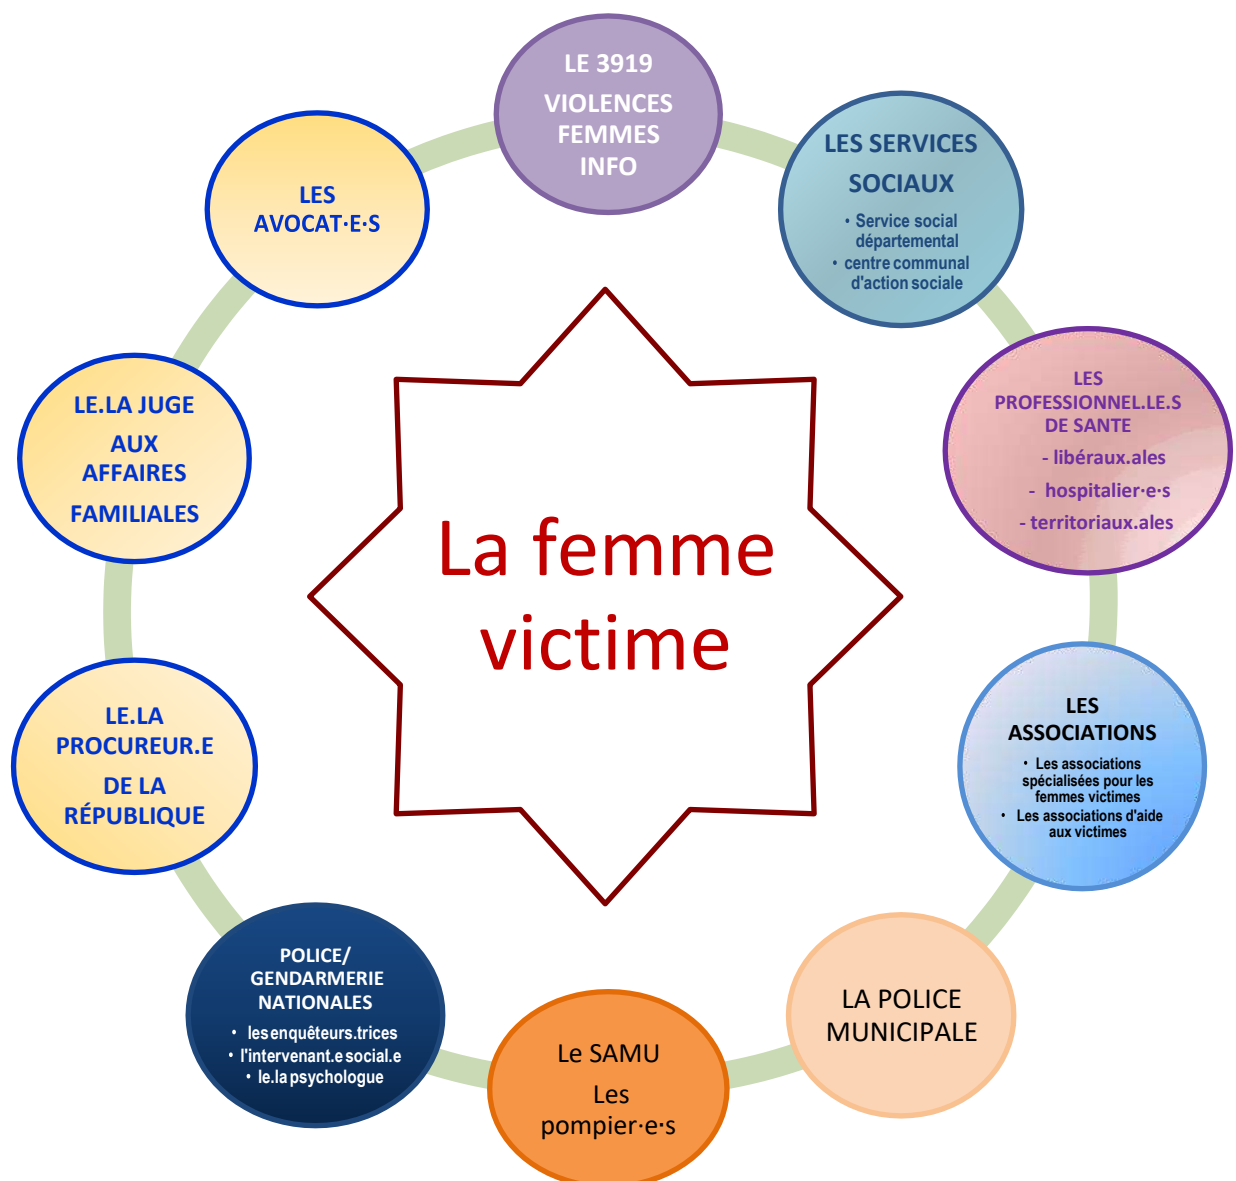 LE 3919
VIOLENCES
FEMMES
INFO
LES SERVICES
SOCIAUX
• Service social
départemental
• centre communal
d'action sociale
LES
PROFESSIONNEL.LE.S
DE SANTE
- libéraux.ales
- hospitalier·e·s
- territoriaux.ales
LES
ASSOCIATIONS
• Les associations
spécialisées pour les
femmes victimes
• Les associations d'aide
aux victimes
LA POLICE
MUNICIPALE
Le SAMU
Les
pompier·e·s
POLICE/
GENDARMERIE
NATIONALES
• les enquêteurs.trices
• l'intervenant.e social.e
• le.la psychologue
LE.LA
PROCUREUR.E
DE LA
RÉPUBLIQUE
LE.LA JUGE
AUX
AFFAIRES
FAMILIALES
LES
AVOCAT·E·S
La femme
victime